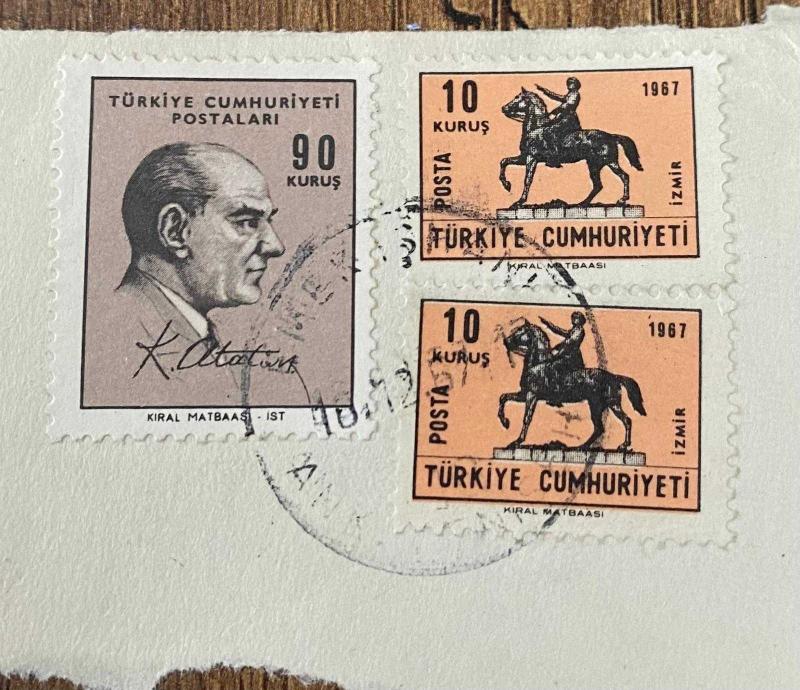 TÜRKİYE CUMHURİYETİ
POSTALARI
90
KURUŞ
K. Atatürk
KIRAL MATBAASI - IST
10
KURUŞ
1967
POSTA
İZMİR
TÜRKİYE CUMHURİYETİ
KIRAL MATBAASI
10
KURUŞ
1967
POSTA
İZMİR
TÜRKİYE CUMHURİYETİ
KIRAL MATBAASI